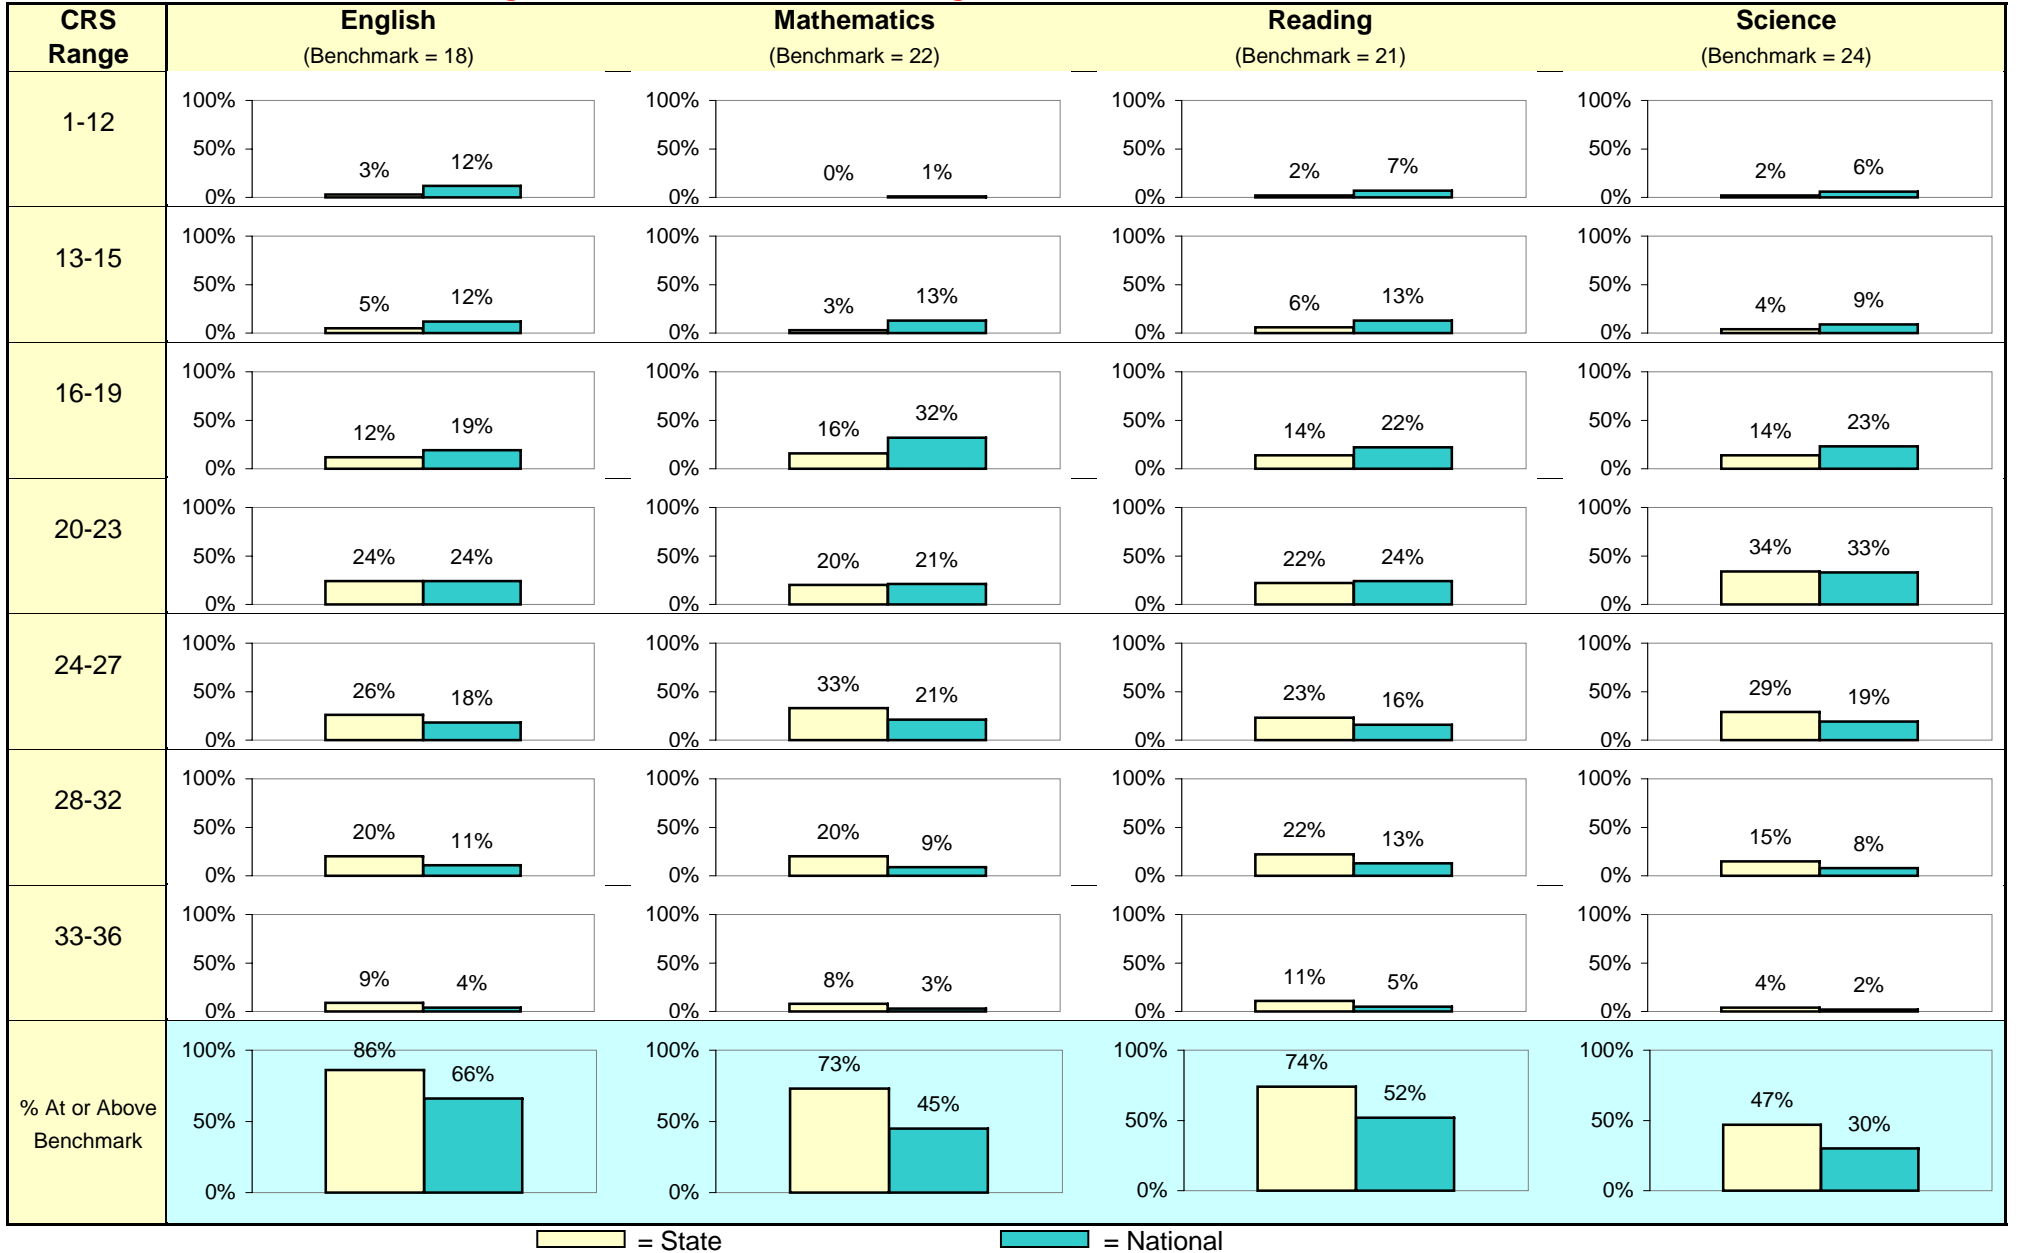 CRS Range
English
Mathematics
Reading
Science
(Benchmark = 18)
(Benchmark = 22)
(Benchmark = 21)
(Benchmark = 24)
1-12
100% 50% 0% 3% 12%
100% 50% 0% 0% 1%
100% 50% 0% 2% 7%
100% 50% 0% 2% 6%
13-15
100% 50% 0% 5% 12%
100% 50% 0% 3% 13%
100% 50% 0% 6% 13%
100% 50% 0% 4% 9%
16-19
100% 50% 0% 12% 19%
100% 50% 0% 16% 32%
100% 50% 0% 14% 22%
100% 50% 0% 14% 23%
20-23
100% 50% 0% 24% 24%
100% 50% 0% 20% 21%
100% 50% 0% 22% 24%
100% 50% 0% 34% 33%
24-27
100% 50% 0% 26% 18%
100% 50% 0% 33% 21%
100% 50% 0% 23% 16%
100% 50% 0% 29% 19%
28-32
100% 50% 0% 20% 11%
100% 50% 0% 20% 9%
100% 50% 0% 22% 13%
100% 50% 0% 15% 8%
33-36
100% 50% 0% 9% 4%
100% 50% 0% 8% 3%
100% 50% 0% 11% 5%
100% 50% 0% 4% 2%
% At or Above
Benchmark
100% 50% 0% 86% 66%
100% 50% 0% 73% 45%
100% 50% 0% 74% 52%
100% 50% 0% 47% 30%
= State
= National